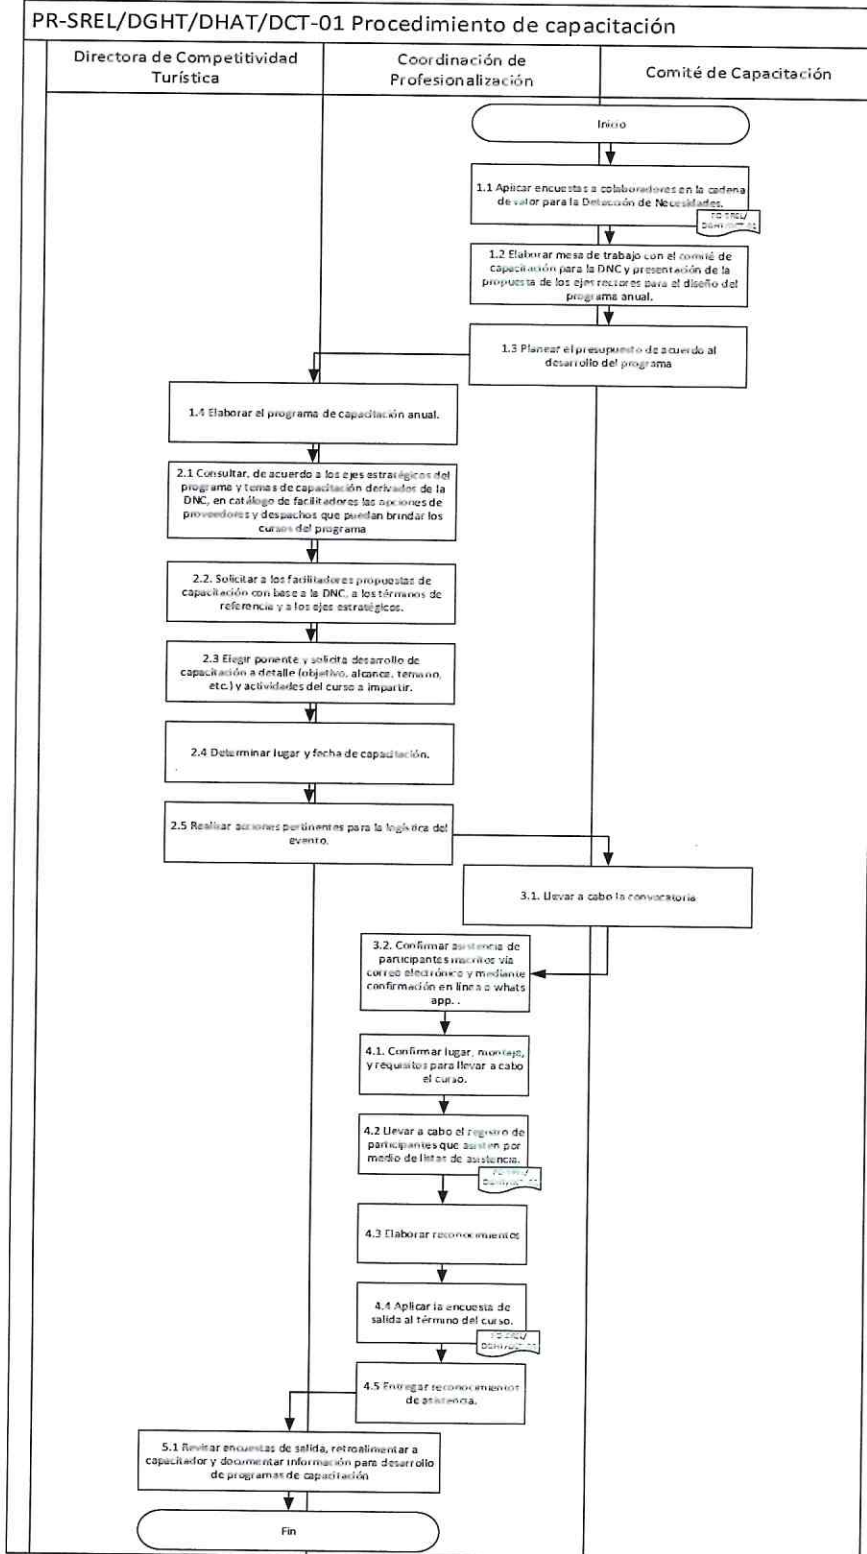 PR-SREL/DGHT/DHAT/DCT-01 Procedimiento de capacitación
Directora de Competitividad
Turística
Coordinación de
Profesionalización
Comité de Capacitación
Inicio
1.1 Aplicar encuestas a colaboradores en la cadena
de valor para la Detección de Necesidades.
1.2 Elaborar mesa de trabajo con el comité de
capacitación para la DNC y presentación de la
propuesta de los ejes rectores para el diseño del
programa anual.
1.3 Planear el presupuesto de acuerdo al
desarrollo del programa
1.4 Elaborar el programa de capacitación anual.
2.1 Consultar, de acuerdo a los ejes estratégicos del
programa y temas de capacitación derivados de la
DNC, en catálogo de facilitadores las opciones de
proveedores y despachos que puedan brindar los
cursos del programa
2.2. Solicitar a los facilitadores propuestas de
capacitación con base a la DNC, a los términos de
referencia y a los ejes estratégicos.
2.3 Elegir ponente y solicita desarrollo de
capacitación a detalle (objetivo, alcance, temario,
etc.) y actividades del curso a impartir.
2.4 Determinar lugar y fecha de capacitación.
2.5 Realizar acciones pertinentes para la logística del
evento.
3.1. Llevar a cabo la convocatoria
3.2. Confirmar asistencia de
participantes inscritos vía
correo electrónico y mediante
confirmación en línea o whats
app. .
4.1. Confirmar lugar, montaje,
y requisitos para llevar a cabo
el curso.
4.2 Llevar a cabo el registro de
participantes que asisten por
medio de listas de asistencia.
4.3 Elaborar reconocimientos
4.4 Aplicar la encuesta de
salida al término del curso.
4.5 Entregar reconocimientos
de asistencia.
5.1 Revisar encuestas de salida, retroalimentar a
capacitador y documentar información para desarrollo
de programas de capacitación
Fin